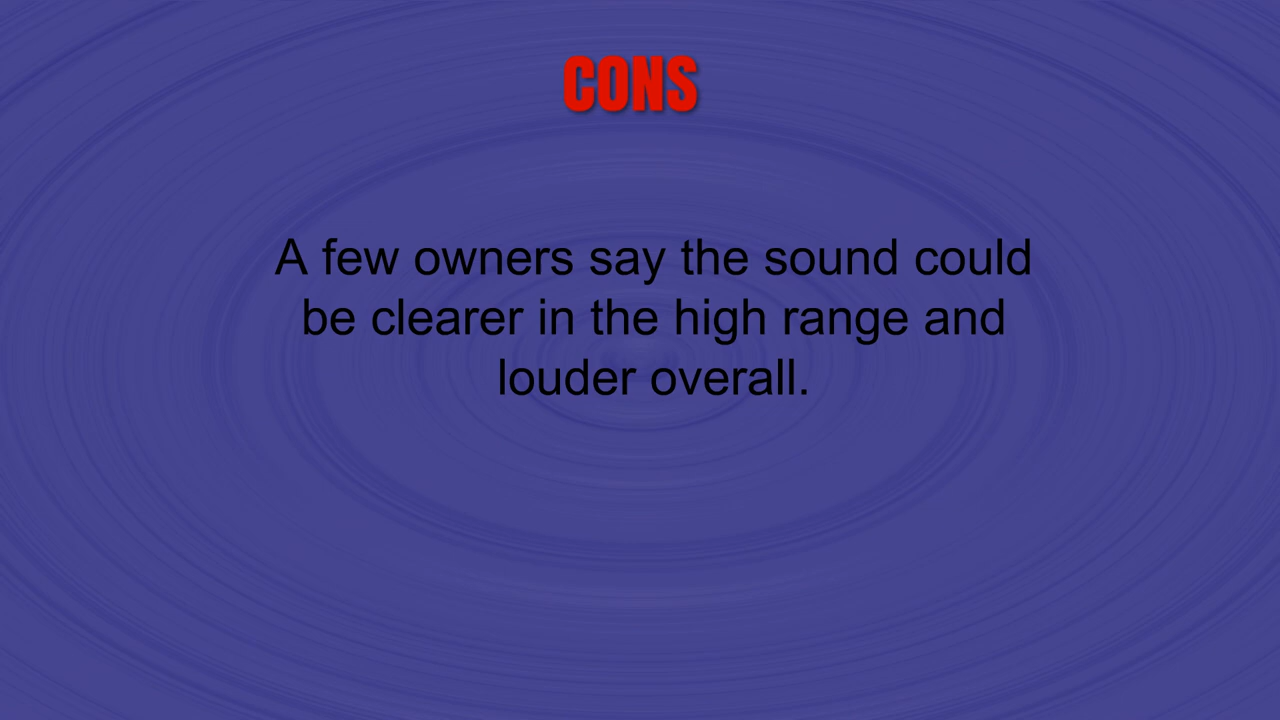 CONS
A few owners say the sound could
be clearer in the high range and
louder overall.